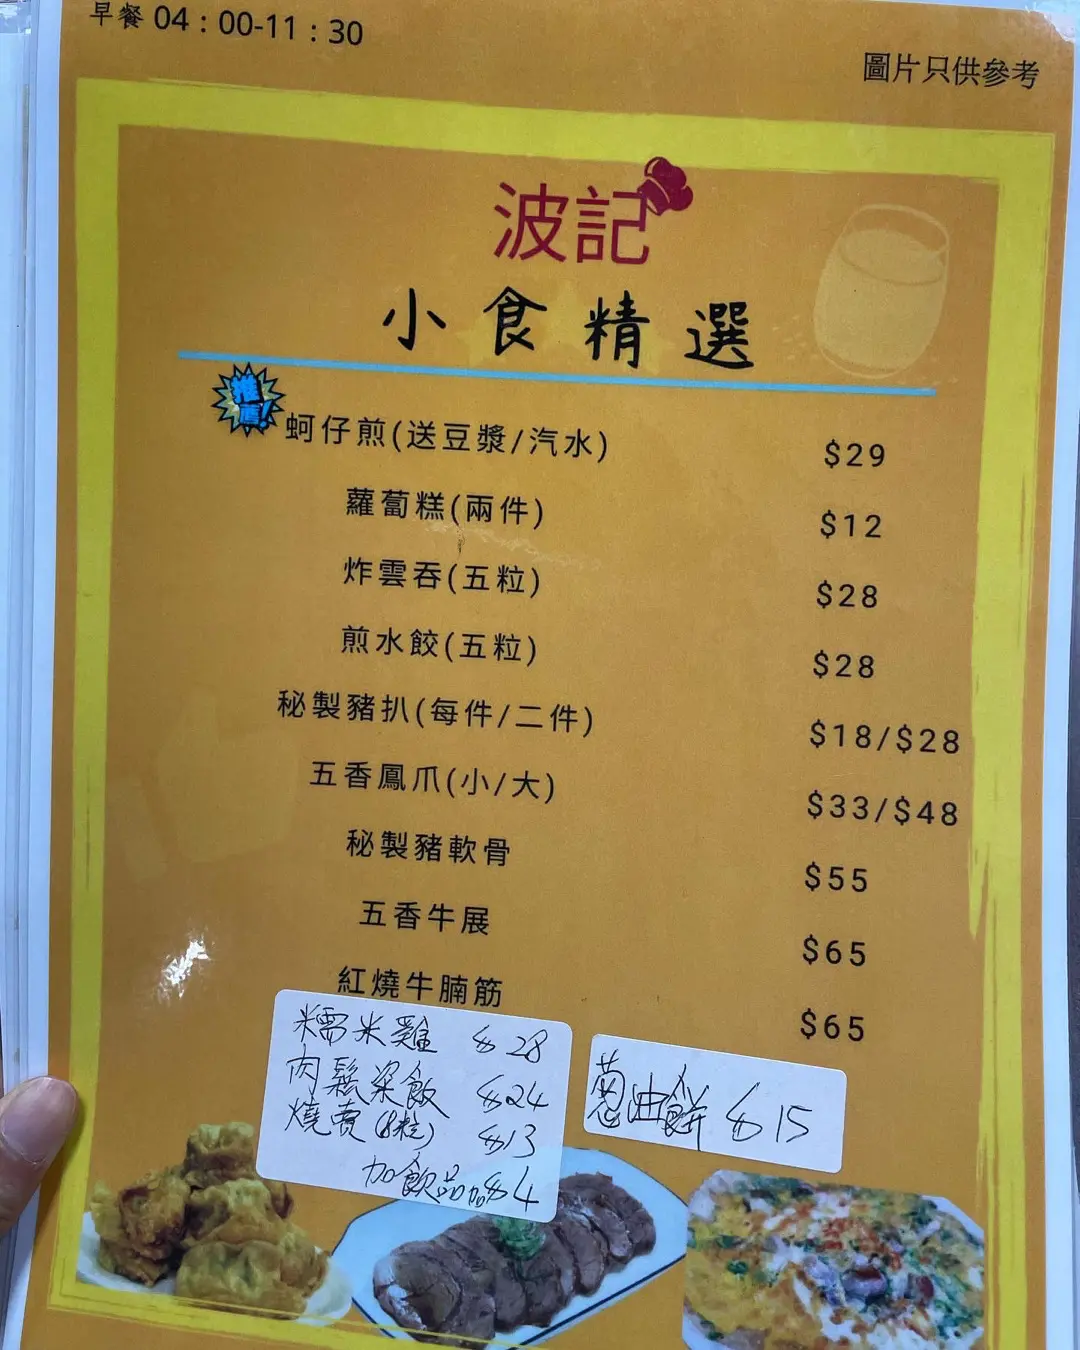 早餐 04：00-11：30
圖片只供參考
波記
小食精選
推薦!
蚵仔煎(送豆漿/汽水) $29
蘿蔔糕(兩件) $12
炸雲吞(五粒) $28
煎水餃(五粒) $28
秘製豬扒(每件/二件) $18/$28
五香鳳爪(小/大) $33/$48
秘製豬軟骨 $55
五香牛展 $65
紅燒牛腩筋 $65
糯米雞 $28
肉鬆粢飯 $24
燒賣(8粒) $13
加飲品加$4
蔥油餅 $15